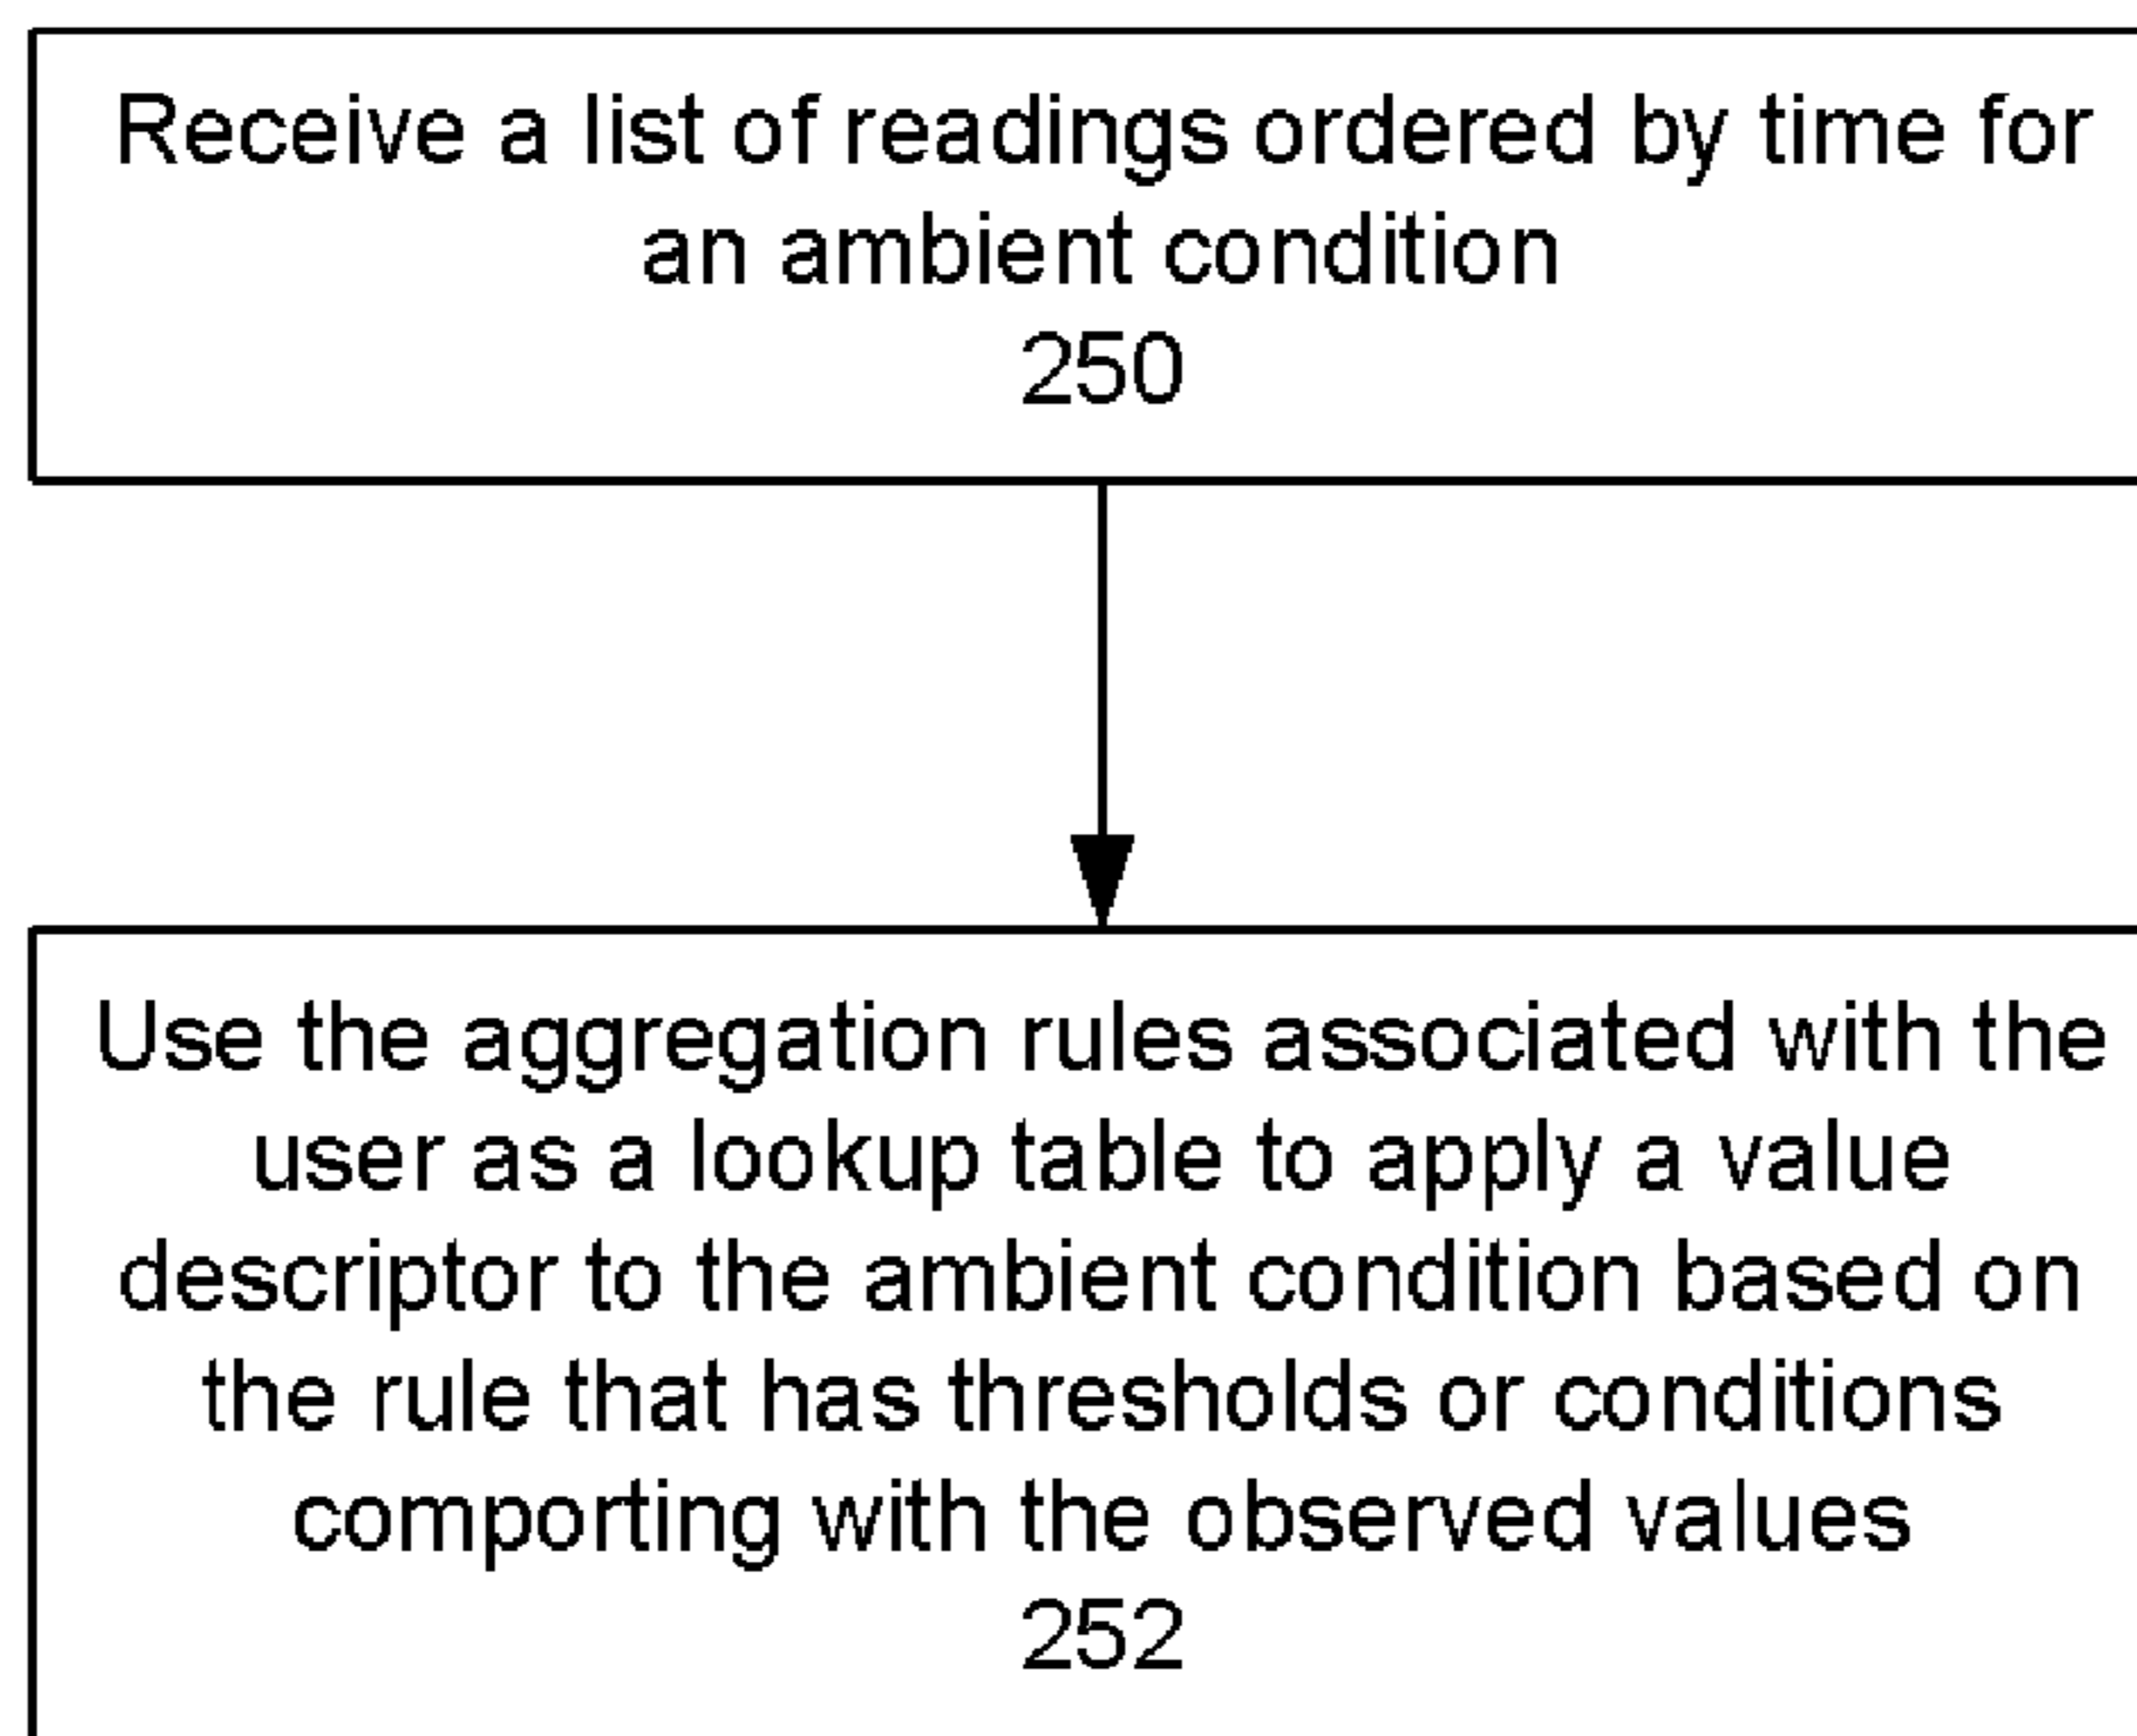 Receive a list of readings ordered by time for
an ambient condition
250
Use the aggregation rules associated with the
user as a lookup table to apply a value
descriptor to the ambient condition based on
the rule that has thresholds or conditions
comporting with the observed values
252